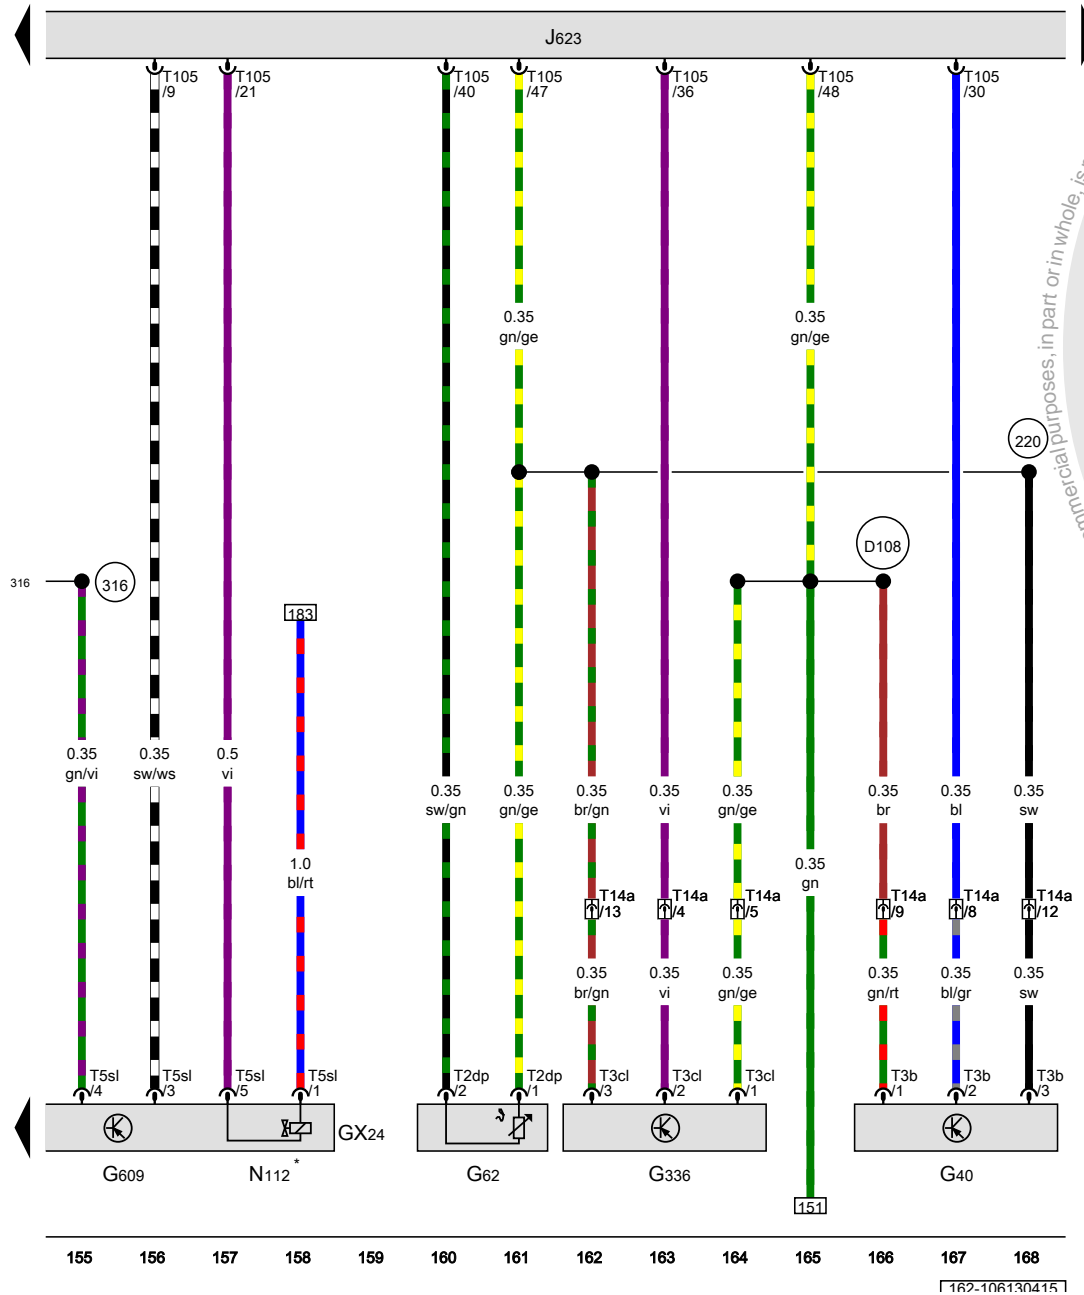 J623
T105 T105 T105 T105 T105 T105 T105
/9 /21 /40 /47 /36 /48 /30
mmercial purposes, in part or in whole, is
0.35 0.35
gn/ge gn/ge
220
D108
316 316
183
0.35 0.35 0.5
gn/vi sw/ws vi
0.35 0.35 0.35 0.35 0.35 0.35 0.35 0.35
sw/gn gn/ge br/gn vi gn/ge br bl sw
1.0 0.35
bl/rt gn
T14a T14a T14a T14a T14a T14a
/13 /4 /5 /9 /8 /12
0.35 0.35 0.35 0.35 0.35 0.35
br/gn vi gn/ge gn/rt bl/gr sw
T5sl T5sl T5sl T5sl T2dp T2dp T3cl T3cl T3cl T3b T3b T3b
/4 /3 /5 /1 /2 /1 /3 /2 /1 /1 /2 /3
GX24
G609 N112 * G62 G336 G40
151
155 156 157 158 159 160 161 162 163 164 165 166 167 168
162-106130415